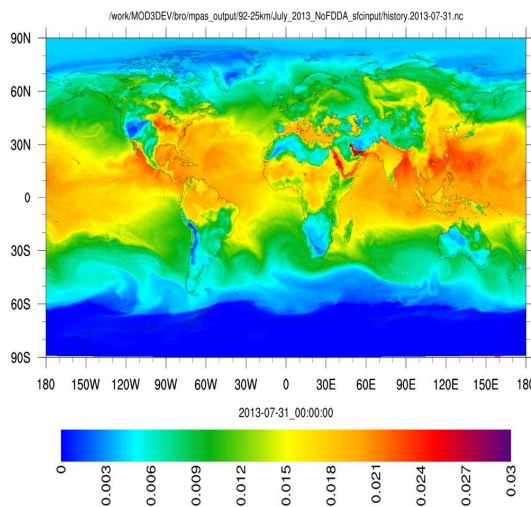 /work/MOD3DEV/bro/mpas_output/92-25km/July_2013_NoFDDA_sfcinput/history.2013-07-31.nc
90N
60N
30N
0
30S
60S
90S
180 150W 120W 90W 60W 30W 0 30E 60E 90E 120E 150E 180
2013-07-31_00:00:00
0 0.003 0.006 0.009 0.012 0.015 0.018 0.021 0.024 0.027 0.03